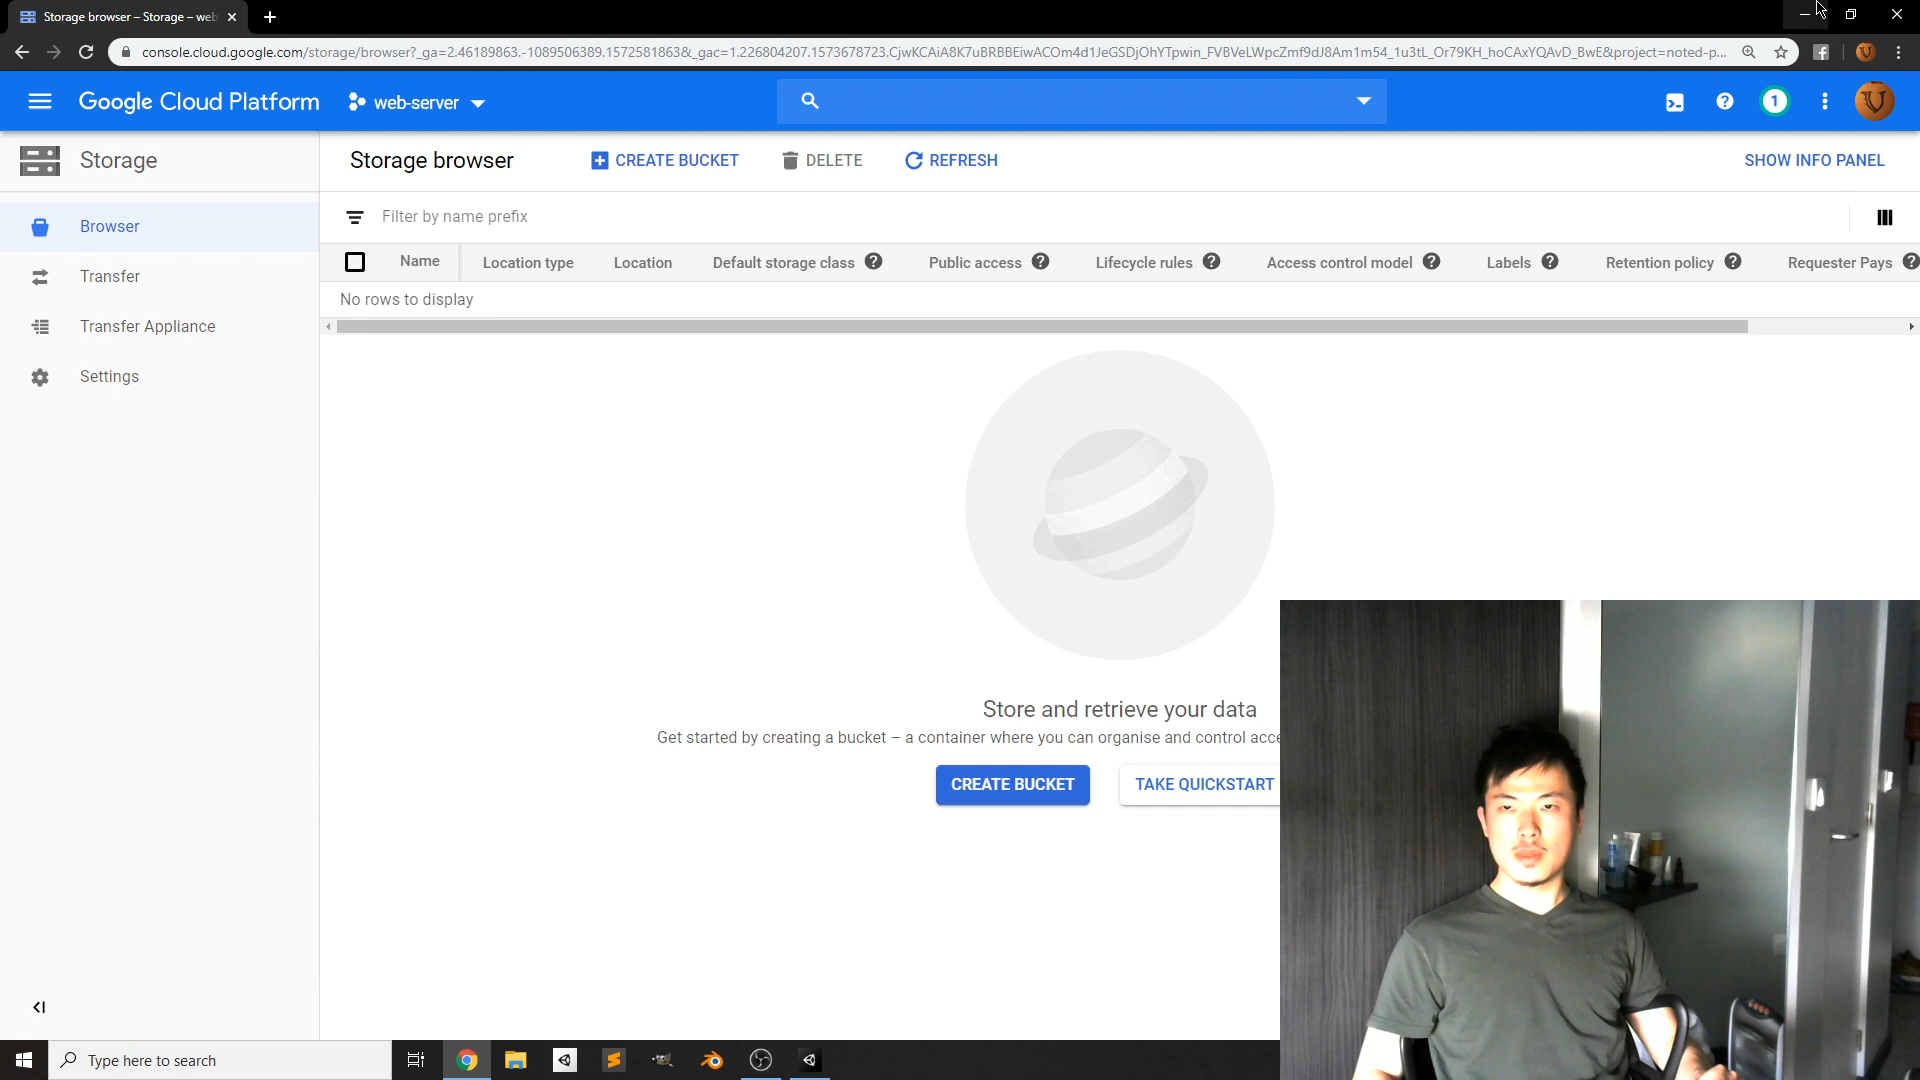 Storage browser – Storage – web
console.cloud.google.com/storage/browser?_ga=2.46189863.-1089506389.1572581863&_gac=1.226804207.1573678723.CjwKCAiA8K7uBRBBEiwACOm4d1JeGSDjOhYTpwin_FVBVeLWpcZmf9dJ8Am1m54_1u3tL_Or79KH_hoCAxYQAvD_BwE&project=noted-p...
Google Cloud Platform web-server 1
Storage
Storage browser CREATE BUCKET DELETE REFRESH SHOW INFO PANEL
Browser
Filter by name prefix
Name Location type Location Default storage class Public access Lifecycle rules Access control model Labels Retention policy Requester Pays
Transfer
No rows to display
Transfer Appliance
Settings
Store and retrieve your data
Get started by creating a bucket – a container where you can organise and control acce
CREATE BUCKET TAKE QUICKSTART
Type here to search